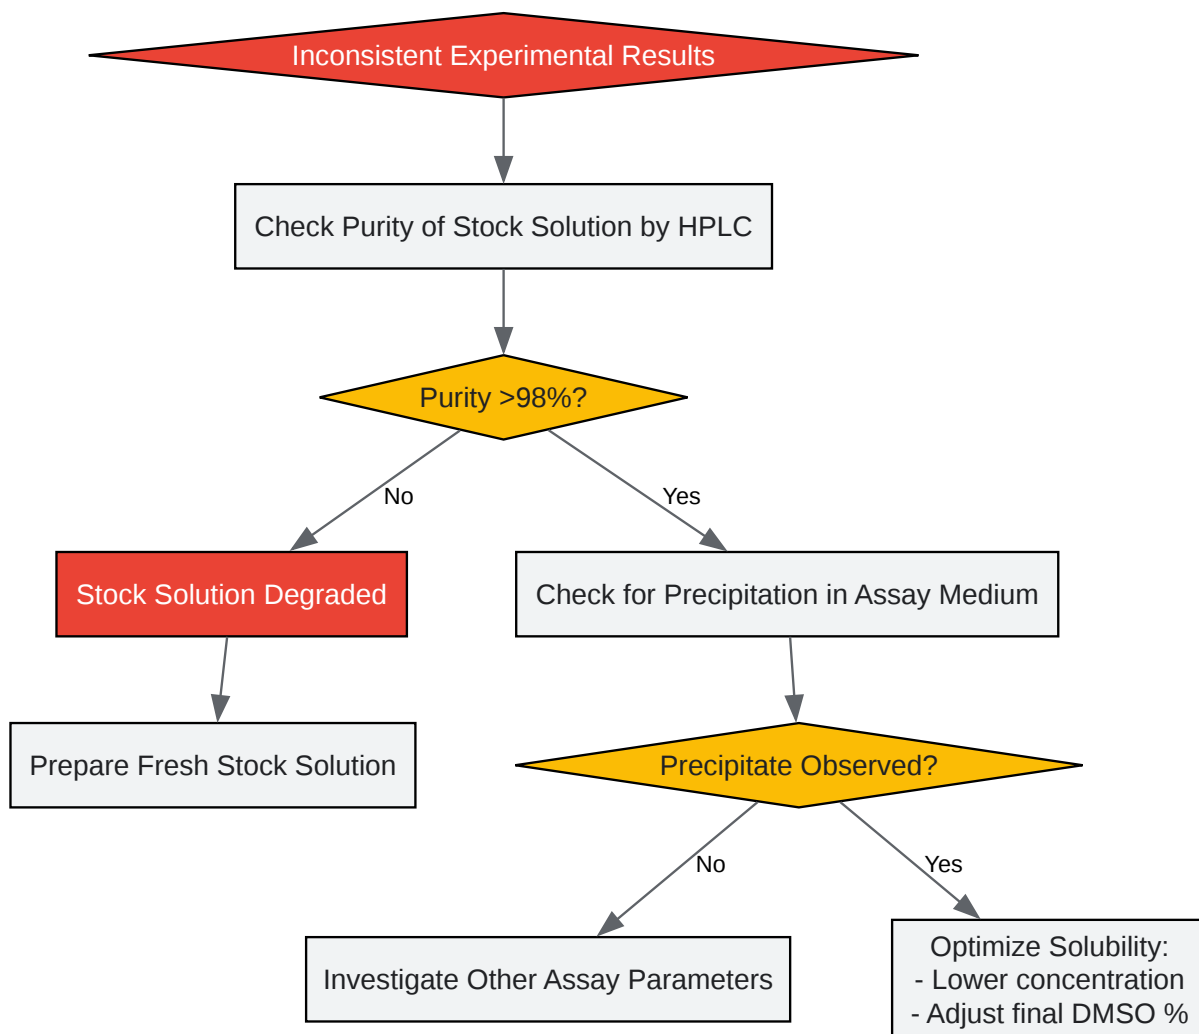 Inconsistent Experimental Results
Check Purity of Stock Solution by HPLC
Purity >98%?
No
Yes
Stock Solution Degraded
Check for Precipitation in Assay Medium
Prepare Fresh Stock Solution
Precipitate Observed?
No
Yes
Investigate Other Assay Parameters
Optimize Solubility:
- Lower concentration
- Adjust final DMSO %